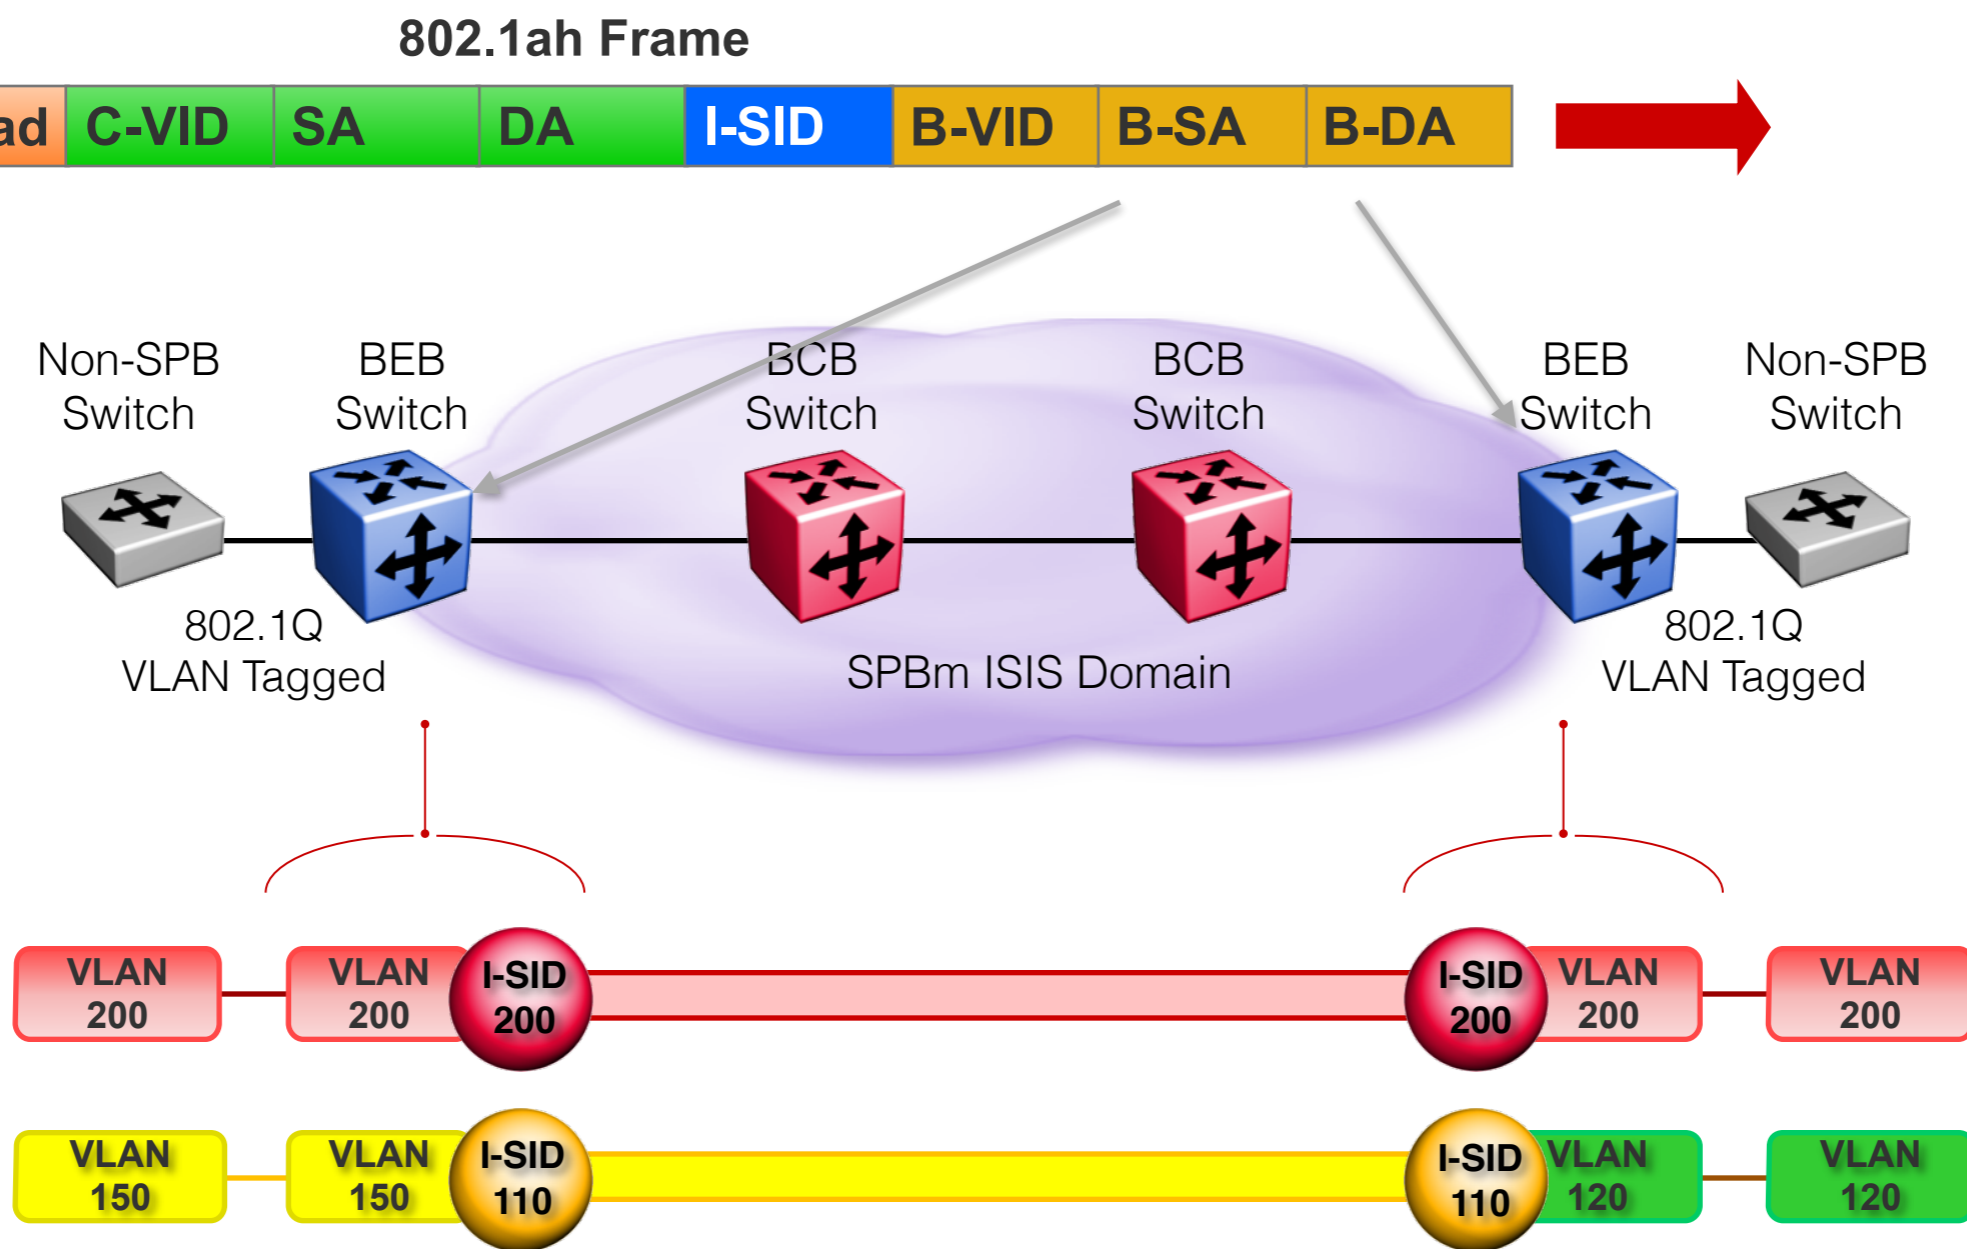 802.1ah Frame
ad C-VID SA DA I-SID B-VID B-SA B-DA
Non-SPB
Switch
BEB
Switch
BCB
Switch
BCB
Switch
BEB
Switch
Non-SPB
Switch
802.1Q
VLAN Tagged
SPBm ISIS Domain
802.1Q
VLAN Tagged
VLAN
200
VLAN
200
I-SID
200
I-SID
200
VLAN
200
VLAN
200
VLAN
150
VLAN
150
I-SID
110
I-SID
110
VLAN
120
VLAN
120